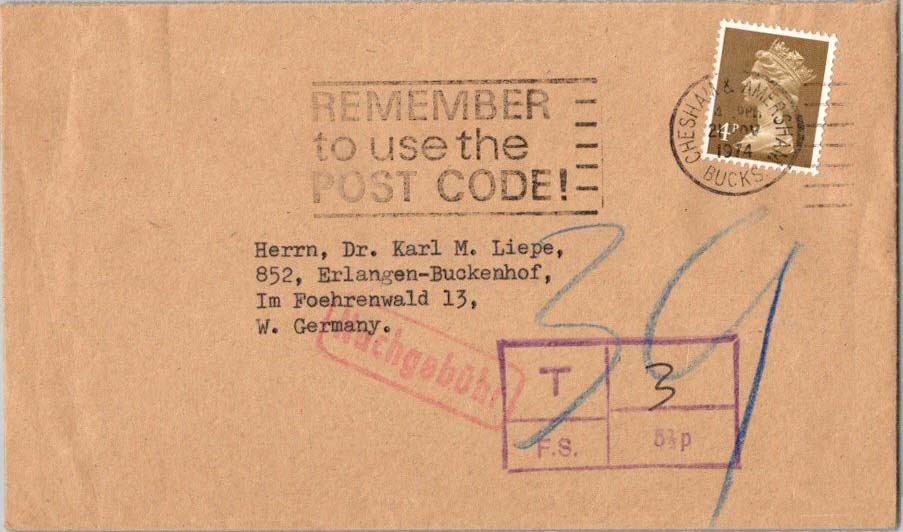 REMEMBER
to use the
POST CODE!
4P
CHESHAM & AMERSHAM
BUCKS
1974
Herrn, Dr. Karl M. Liepe,
852, Erlangen-Buckenhof,
Im Foehrenwald 13,
W. Germany.
Nachgebühr
39
T
3
F.S.
5½p